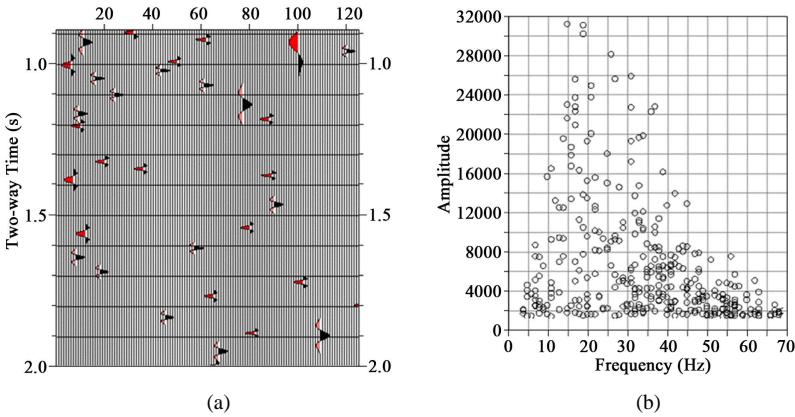 (a)
20 40 60 80 100 120
Two-way Time (s)
1.0 1.0
1.5 1.5
2.0 2.0
(b)
Amplitude
32000
28000
24000
20000
16000
12000
8000
4000
0
0 10 20 30 40 50 60 70
Frequency (Hz)
(a) (b)